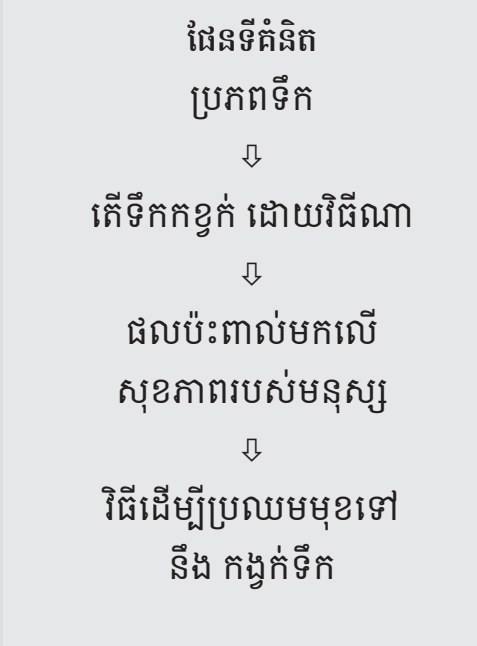 ផែនទីគំនិត
ប្រភពទឹក
⇩
តើទឹកកខ្វក់ ដោយវិធីណា
⇩
ផលប៉ះពាល់មកលើ
សុខភាពរបស់មនុស្ស
⇩
វិធីដើម្បីប្រឈមមុខទៅ
នឹង កង្វក់ទឹក